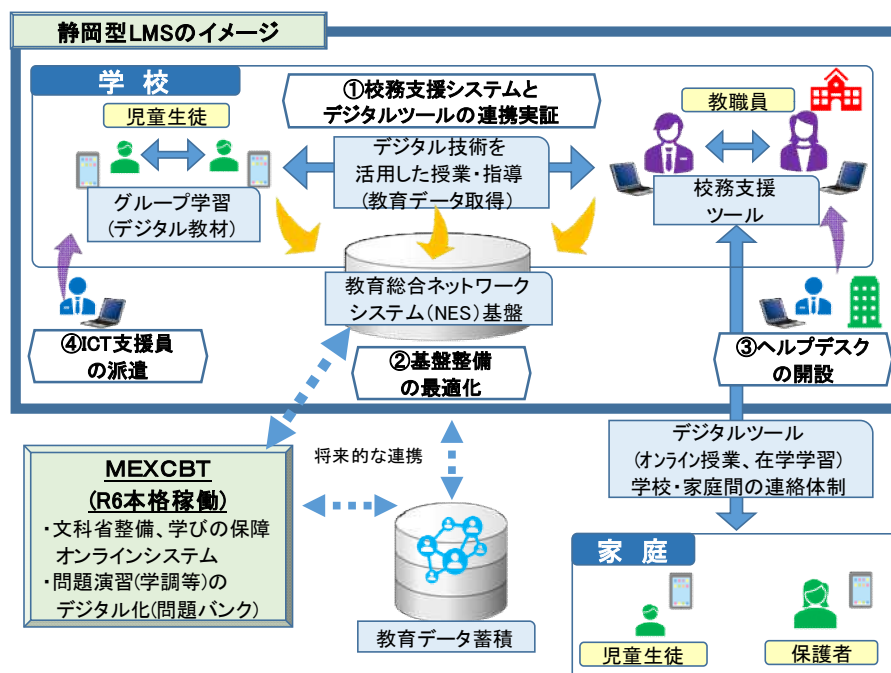 静岡型LMSのイメージ
学 校
①校務支援システムと
デジタルツールの連携実証
児童生徒
教職員
デジタル技術を
活用した授業・指導
(教育データ取得)
グループ学習
(デジタル教材)
校務支援
ツール
教育総合ネットワーク
システム(NES)基盤
④ICT支援員
の派遣
②基盤整備
の最適化
③ヘルプデスク
の開設
デジタルツール
(オンライン授業、在学学習)
学校・家庭間の連絡体制
将来的な連携
MEXCBT
(R6本格稼働)
・文科省整備、学びの保障
オンラインシステム
・問題演習(学調等)の
デジタル化(問題バンク)
教育データ蓄積
家 庭
児童生徒
保護者